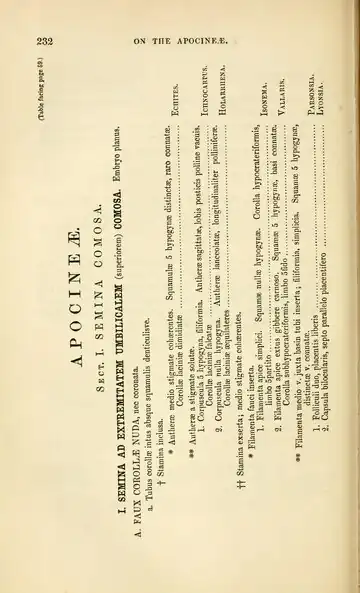 232
ON THE APOCINEÆ.
(Table facing page 59.)
APOCINEÆ.
SECT. I. SEMINA COMOSA.
I. SEMINA AD EXTREMITATEM UMBILICALEM (superiorem) COMOSA. Embryo planus.
A. FAUX COROLLÆ NUDA, nec coronata.
a. Tubus corollæ intus absque squamulis denticulisve.
† Stamina inclusa.
* Antheræ medio stigmate cohærentes. Squamulæ 5 hypogynæ distinctæ, raro connatæ.
Corollæ laciniæ dimidiatæ ECHITES.
** Antheræ a stigmate solutæ.
1. Corpuscula 5 hypogyna, filiformia. Antheræ sagittatæ, lobis posticis polline vacuis.
Corollæ laciniæ falcatæ ICHNOCARPUS.
2. Corpuscula nulla hypogyna. Antheræ lanceolatæ, longitudinaliter polliniferæ.
Corollæ laciniæ æquilateres HOLARRHENA.
†† Stamina exserta; medio stigmate cohærentes.
* Filamenta fauci inserta.
1. Filamenta apice simplici. Squamæ nullæ hypogynæ. Corolla hypocrateriformis,
limbo 5partito ISONEMA.
2. Filamenta apice extus gibbere carnoso. Squamæ 5 hypogynæ, basi connatæ.
Corolla subhypocrateriformis, limbo 5fido VALLARIS.
** Filamenta medio v. juxta basin tubi inserta; filiformia, simplicia. Squamæ 5 hypogynæ,
distinctæ v. connatæ.
1. Folliculi duo, placentis liberis PARSONSIA.
2. Capsula bilocularis, septo parallelo placentifero LYONSIA.